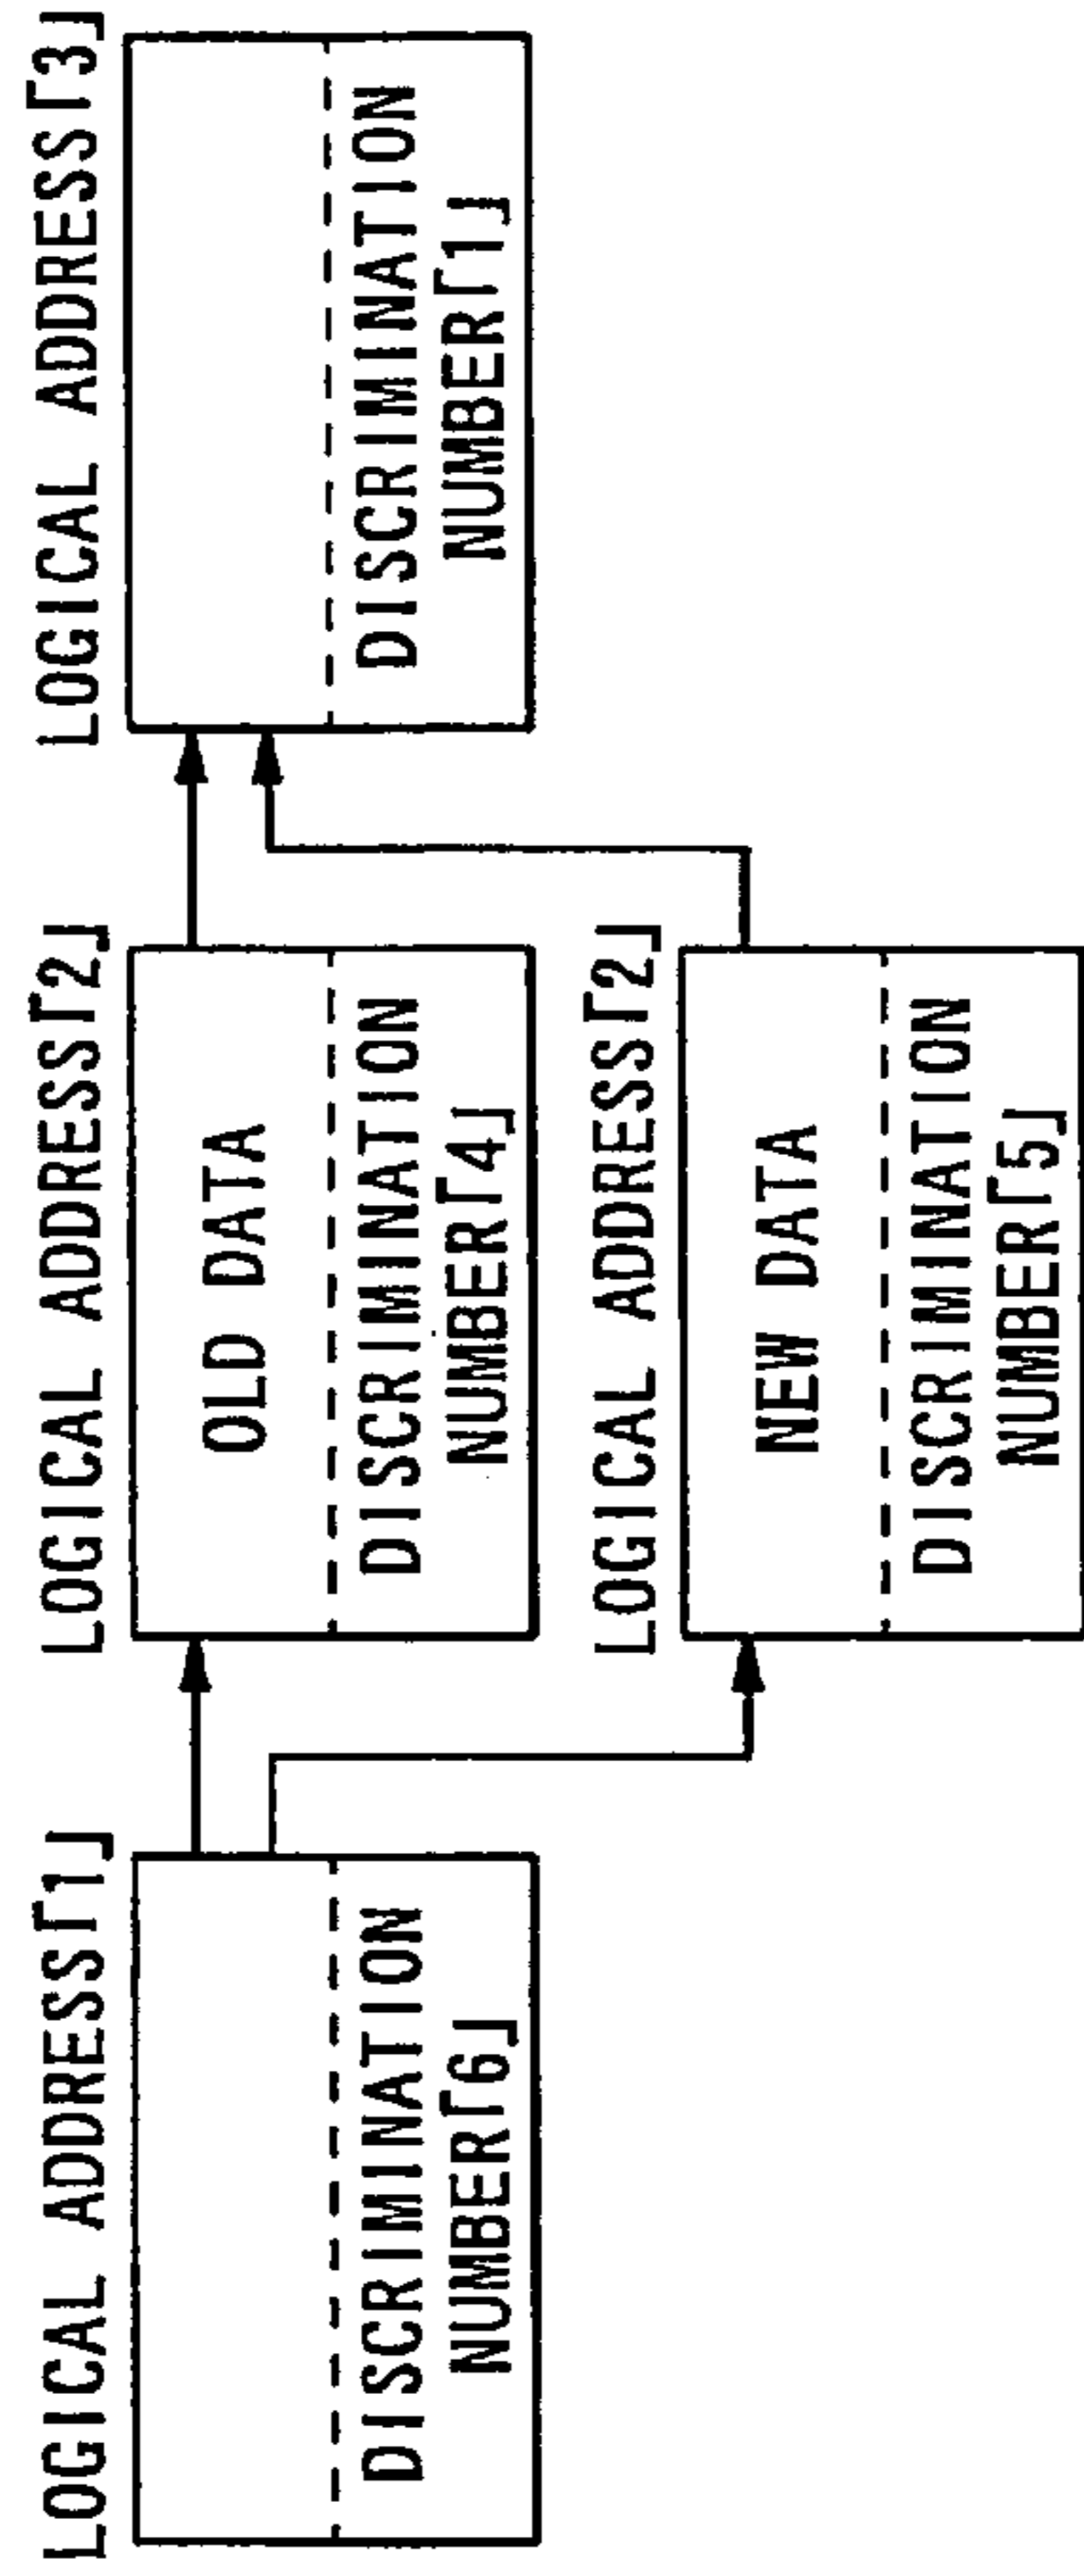 LOGICAL ADDRESS「1」
DISCRIMINATION
NUMBER「6」
LOGICAL ADDRESS「2」
OLD DATA
DISCRIMINATION
NUMBER「4」
LOGICAL ADDRESS「2」
NEW DATA
DISCRIMINATION
NUMBER「5」
LOGICAL ADDRESS「3」
DISCRIMINATION
NUMBER「1」